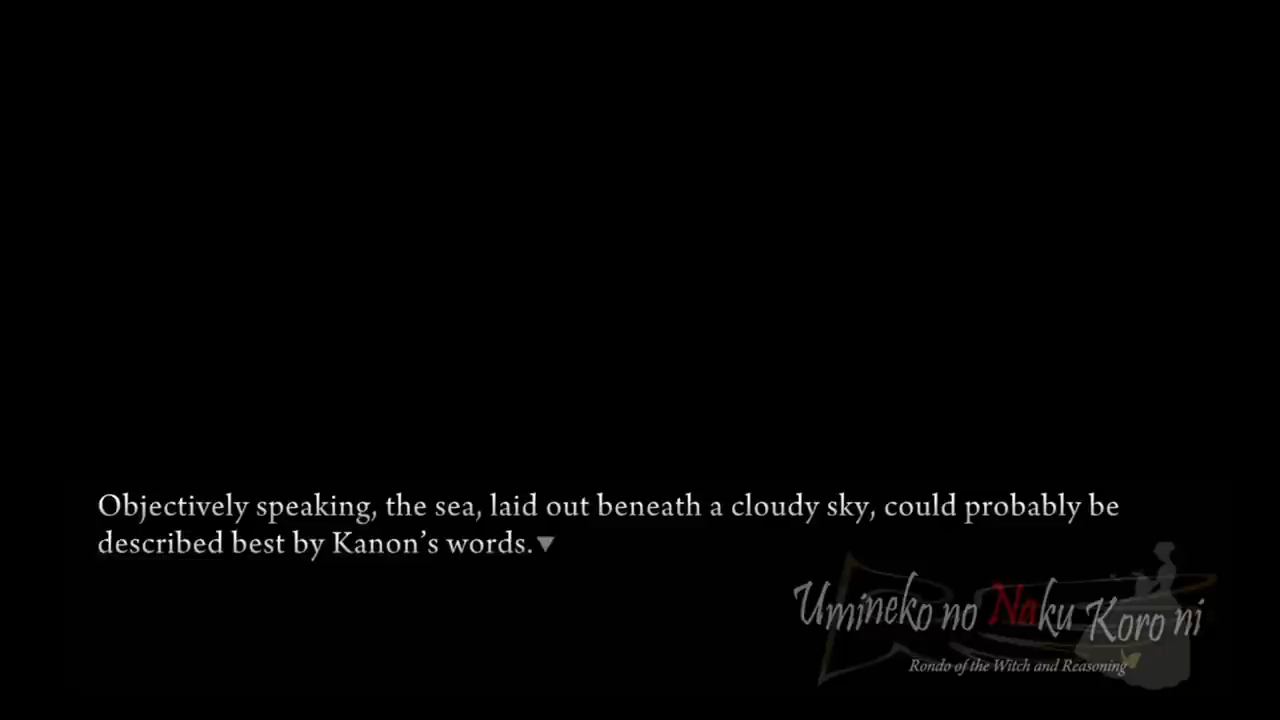 Objectively speaking, the sea, laid out beneath a cloudy sky, could probably be
described best by Kanon's words.▼
Umineko no Naku Koro ni
Rondo of the Witch and Reasoning